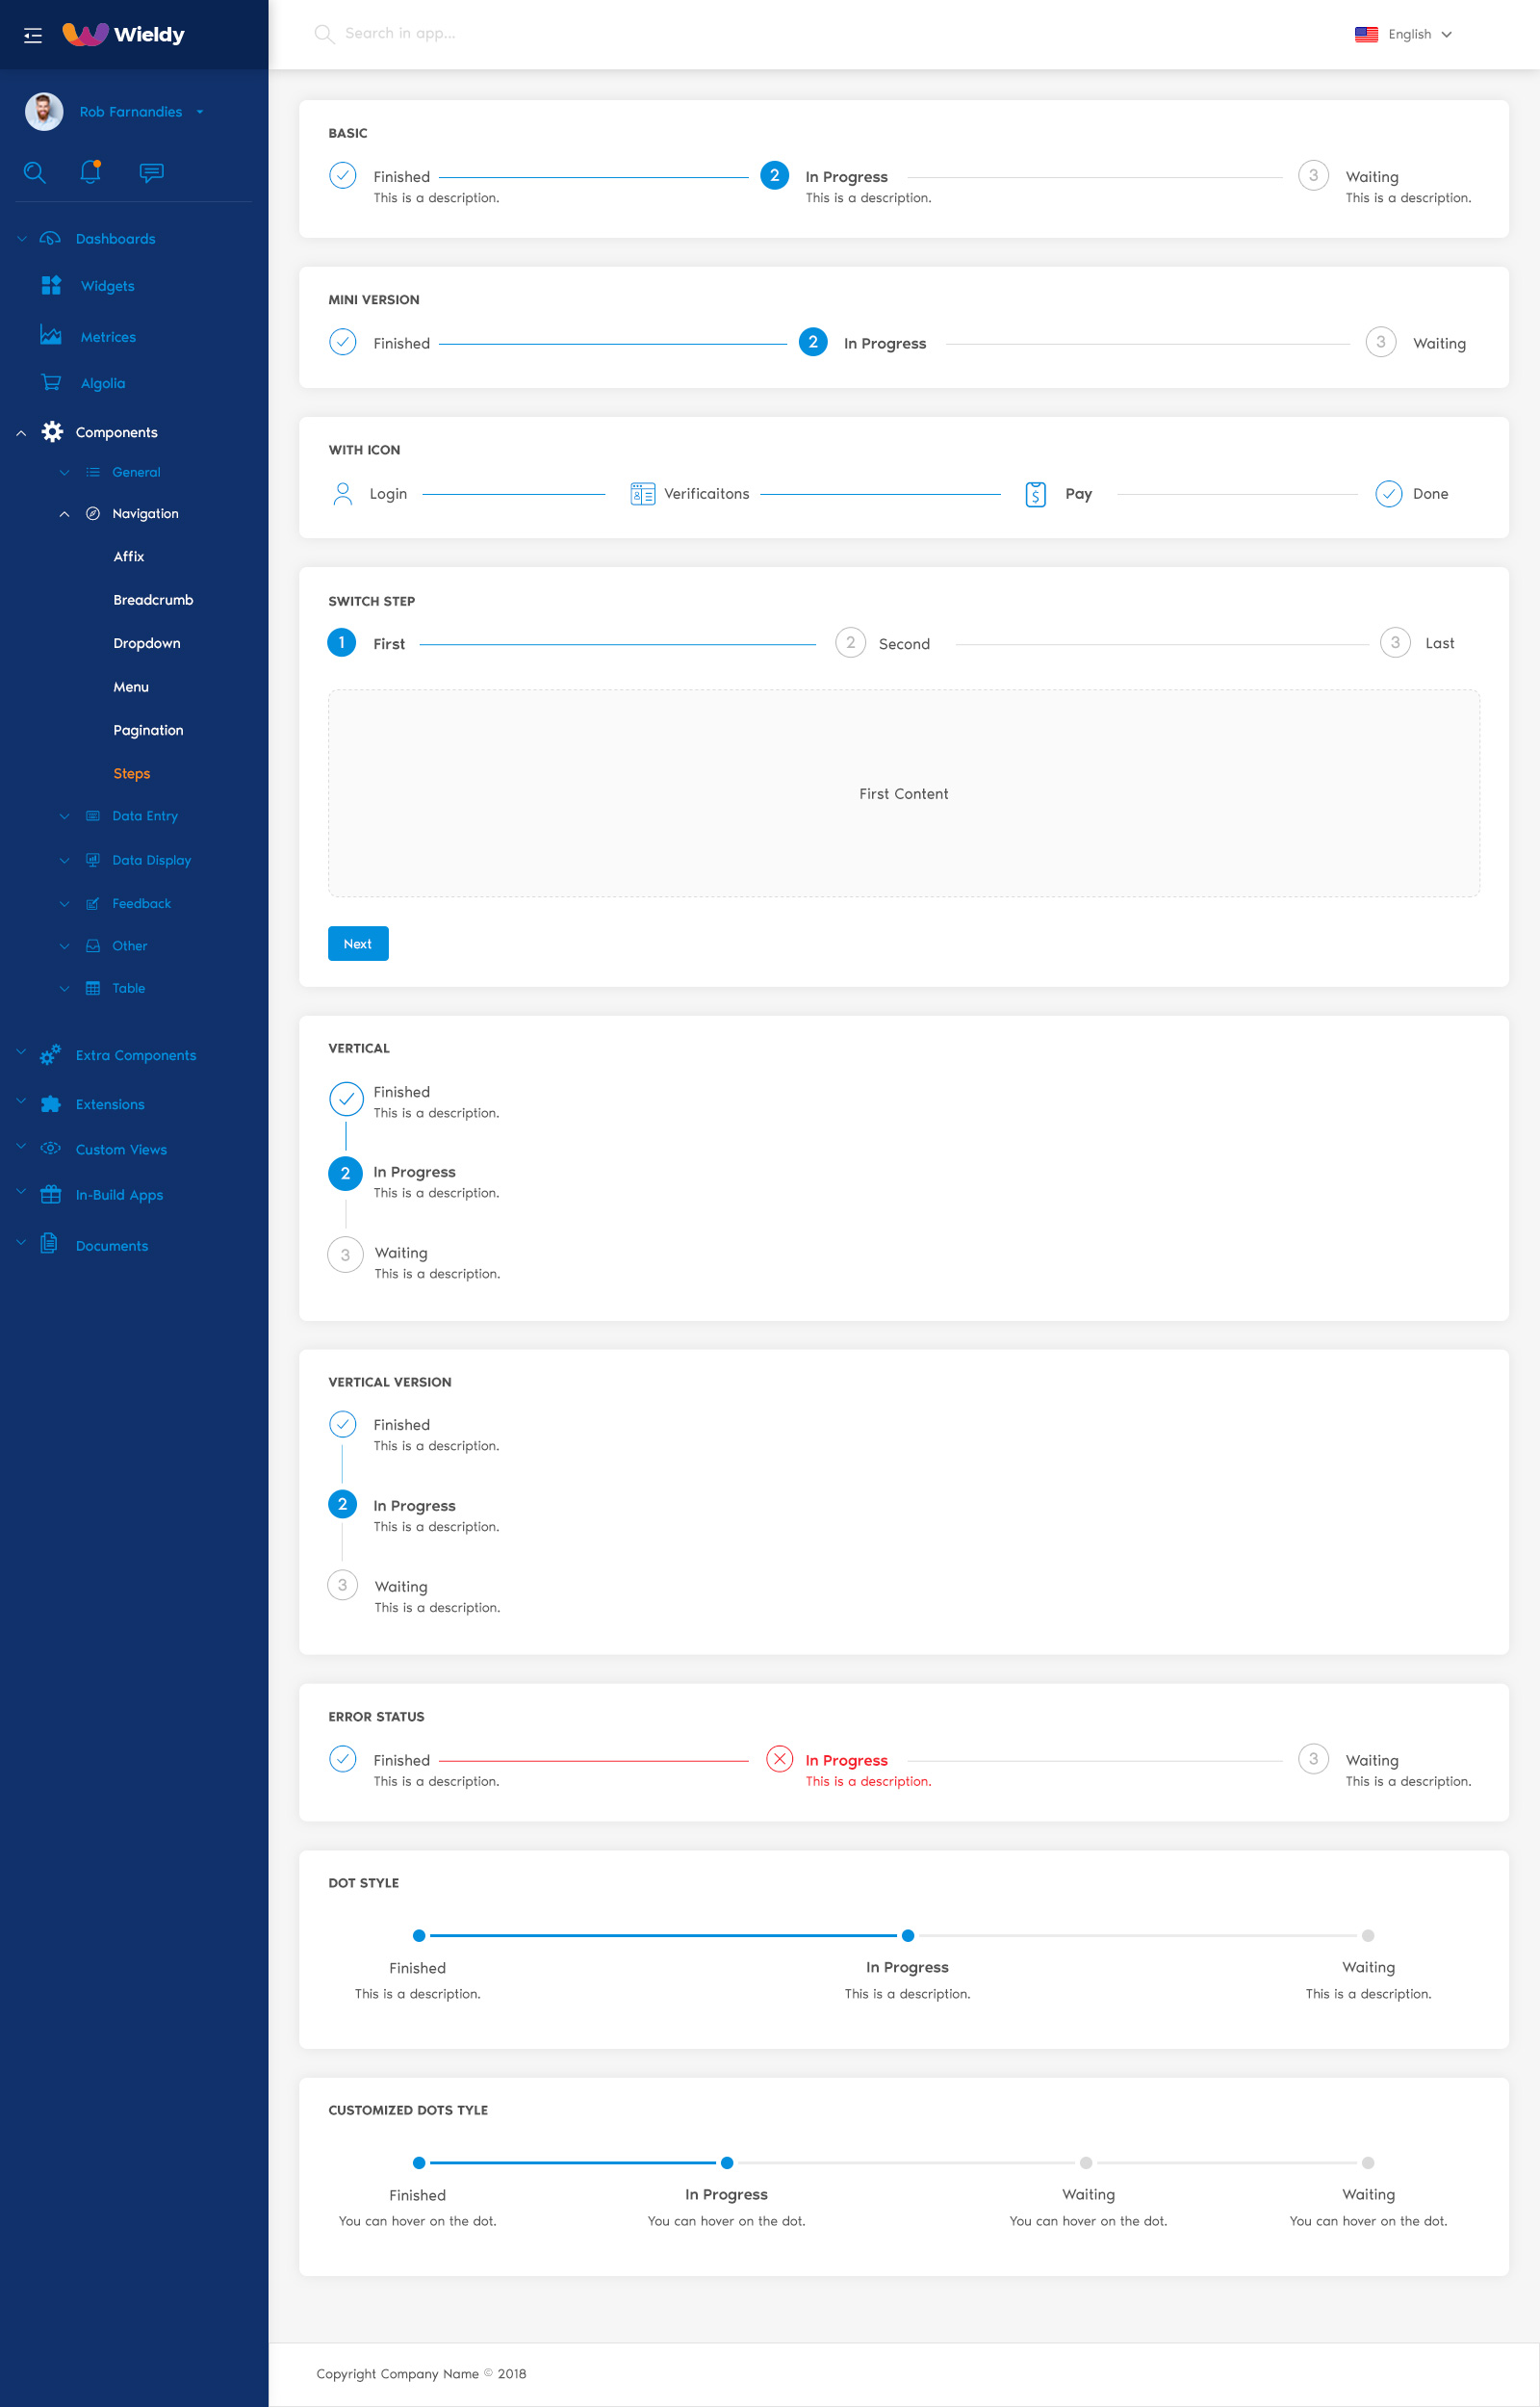 Wieldy
Search in app...
English
Rob Farnandies
Dashboards
Widgets
Metrices
Algolia
Components
General
Navigation
Affix
Breadcrumb
Dropdown
Menu
Pagination
Steps
Data Entry
Data Display
Feedback
Other
Table
Extra Components
Extensions
Custom Views
In-Build Apps
Documents
BASIC
Finished 2 In Progress 3 Waiting
This is a description. This is a description. This is a description.
MINI VERSION
Finished 2 In Progress 3 Waiting
WITH ICON
Login Verificaitons $ Pay Done
SWITCH STEP
1 First 2 Second 3 Last
First Content
Next
VERTICAL
Finished
This is a description.
2 In Progress
This is a description.
3 Waiting
This is a description.
VERTICAL VERSION
Finished
This is a description.
2 In Progress
This is a description.
3 Waiting
This is a description.
ERROR STATUS
Finished In Progress 3 Waiting
This is a description. This is a description. This is a description.
DOT STYLE
Finished In Progress Waiting
This is a description. This is a description. This is a description.
CUSTOMIZED DOTS TYLE
Finished In Progress Waiting Waiting
You can hover on the dot. You can hover on the dot. You can hover on the dot. You can hover on the dot.
Copyright Company Name © 2018